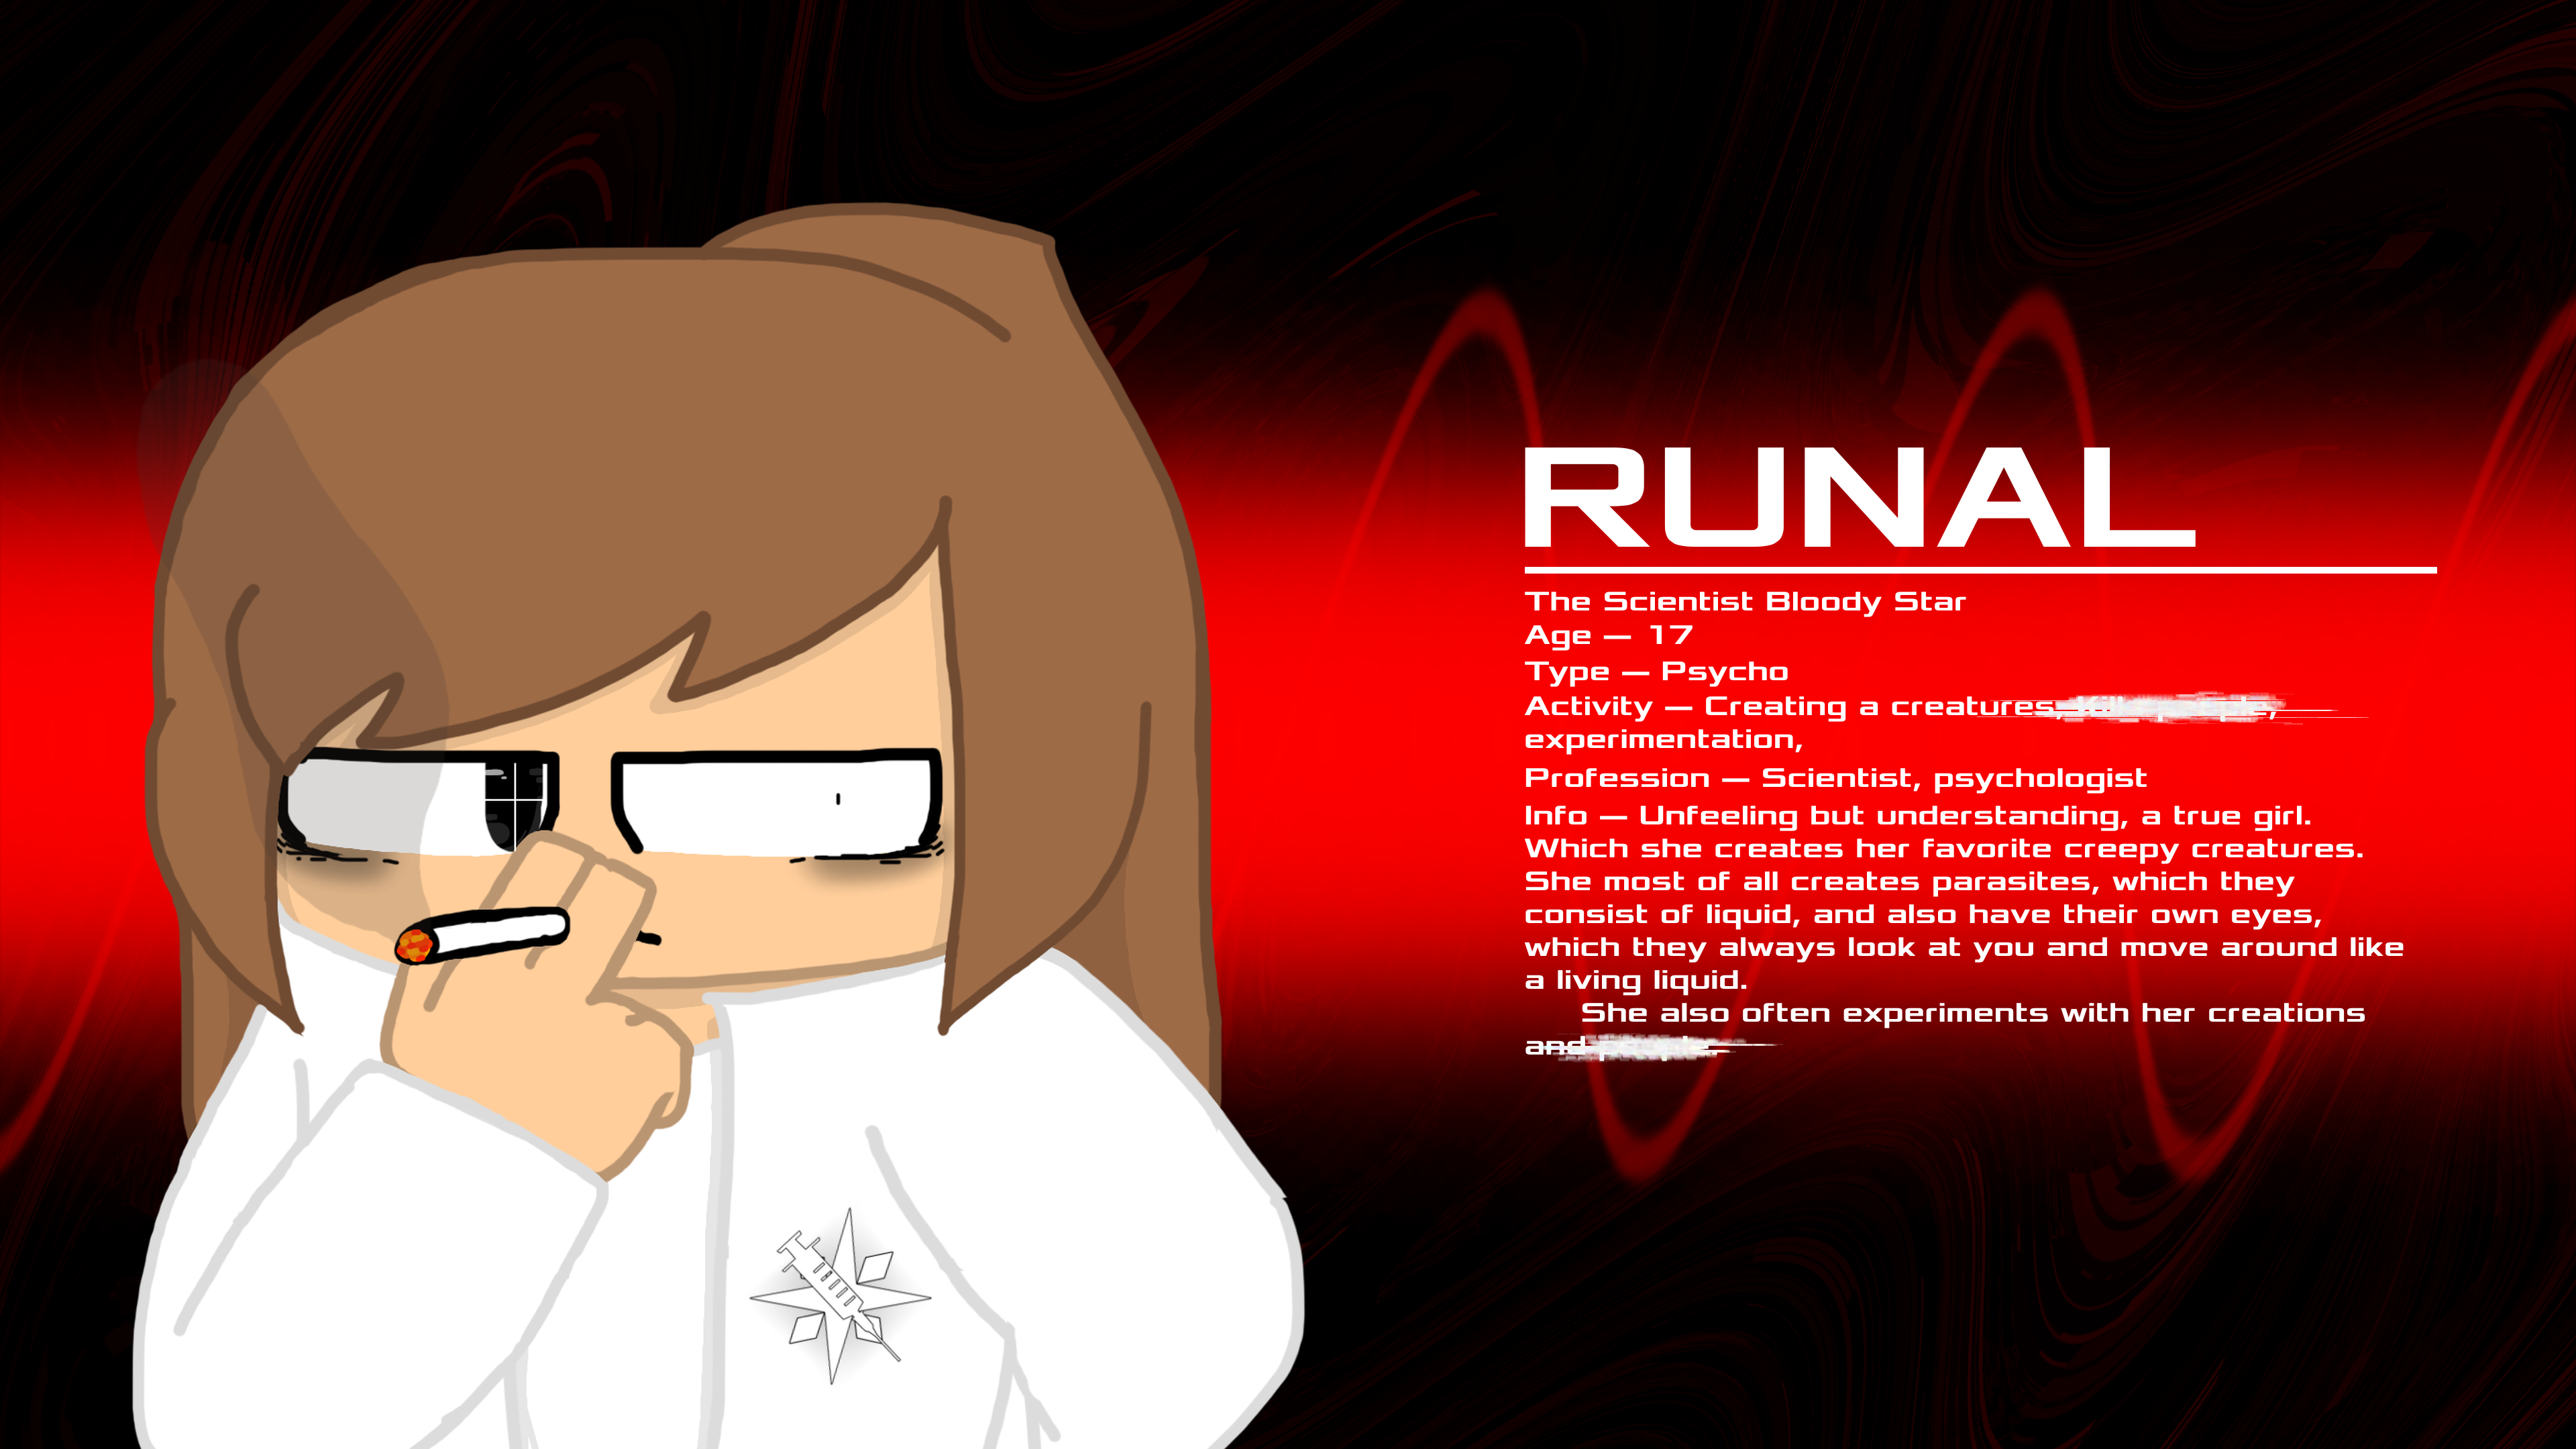 RUNAL
The Scientist Bloody Star
Age — 17
Type — Psycho
Activity — Creating a creatures,
experimentation,
Profession — Scientist, psychologist
Info — Unfeeling but understanding, a true girl.
Which she creates her favorite creepy creatures.
She most of all creates parasites, which they
consist of liquid, and also have their own eyes,
which they always look at you and move around like
a living liquid.
She also often experiments with her creations
and people.